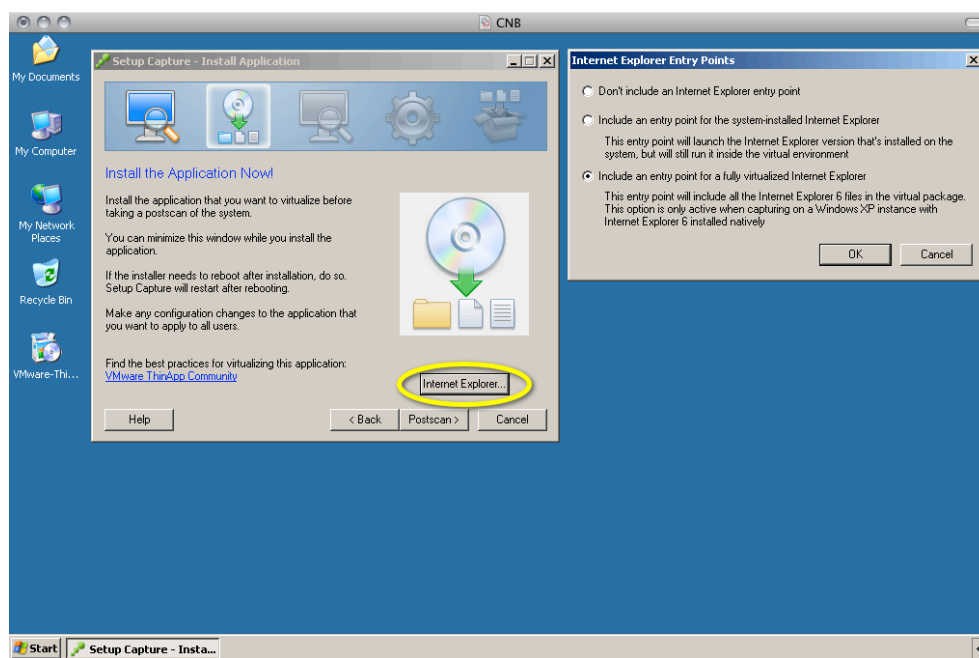 CNB
My Documents
My Computer
My Network
Places
Recycle Bin
VMware-Thi...
Setup Capture - Install Application
Install the Application Now!
Install the application that you want to virtualize before
taking a postscan of the system.
You can minimize this window while you install the
application.
If the installer needs to reboot after installation, do so.
Setup Capture will restart after rebooting.
Make any configuration changes to the application that
you want to apply to all users.
Find the best practices for virtualizing this application:
VMware ThinApp Community
Internet Explorer...
Help
< Back
Postscan >
Cancel
Internet Explorer Entry Points
Don't include an Internet Explorer entry point
Include an entry point for the system-installed Internet Explorer
This entry point will launch the Internet Explorer version that's installed on the
system, but will still run it inside the virtual environment
Include an entry point for a fully virtualized Internet Explorer
This entry point will include all the Internet Explorer 6 files in the virtual package.
This option is only active when capturing on a Windows XP instance with
Internet Explorer 6 installed natively
OK
Cancel
Start
Setup Capture - Insta...